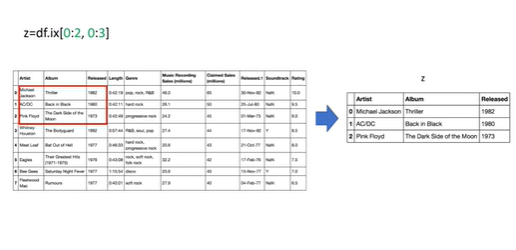 z=df.ix[0:2, 0:3]
Artist Album Released Length Genre Music Recording Sales (millions) Claimed Sales (millions) Released.1 Soundtrack Rating
0 Michael Jackson Thriller 1982 0:42:19 pop, rock, R&B 46.0 65 30-Nov-82 NaN 10.0
1 AC/DC Back in Black 1980 0:42:11 hard rock 26.1 50 25-Jul-80 NaN 9.5
2 Pink Floyd The Dark Side of the Moon 1973 0:42:49 progressive rock 24.2 45 01-Mar-73 NaN 9.0
3 Whitney Houston The Bodyguard 1992 0:57:44 R&B, soul, pop 27.4 44 17-Nov-92 Y 8.5
4 Meat Loaf Bat Out of Hell 1977 0:46:33 hard rock, progressive rock 20.6 43 21-Oct-77 NaN 8.0
5 Eagles Their Greatest Hits (1971-1975) 1976 0:43:08 rock, soft rock, folk rock 32.2 42 17-Feb-76 NaN 7.5
6 Bee Gees Saturday Night Fever 1977 1:15:54 disco 20.6 40 15-Nov-77 Y 7.0
7 Fleetwood Mac Rumours 1977 0:40:01 soft rock 27.9 40 04-Feb-77 NaN 6.5
z
Artist Album Released
0 Michael Jackson Thriller 1982
1 AC/DC Back in Black 1980
2 Pink Floyd The Dark Side of the Moon 1973